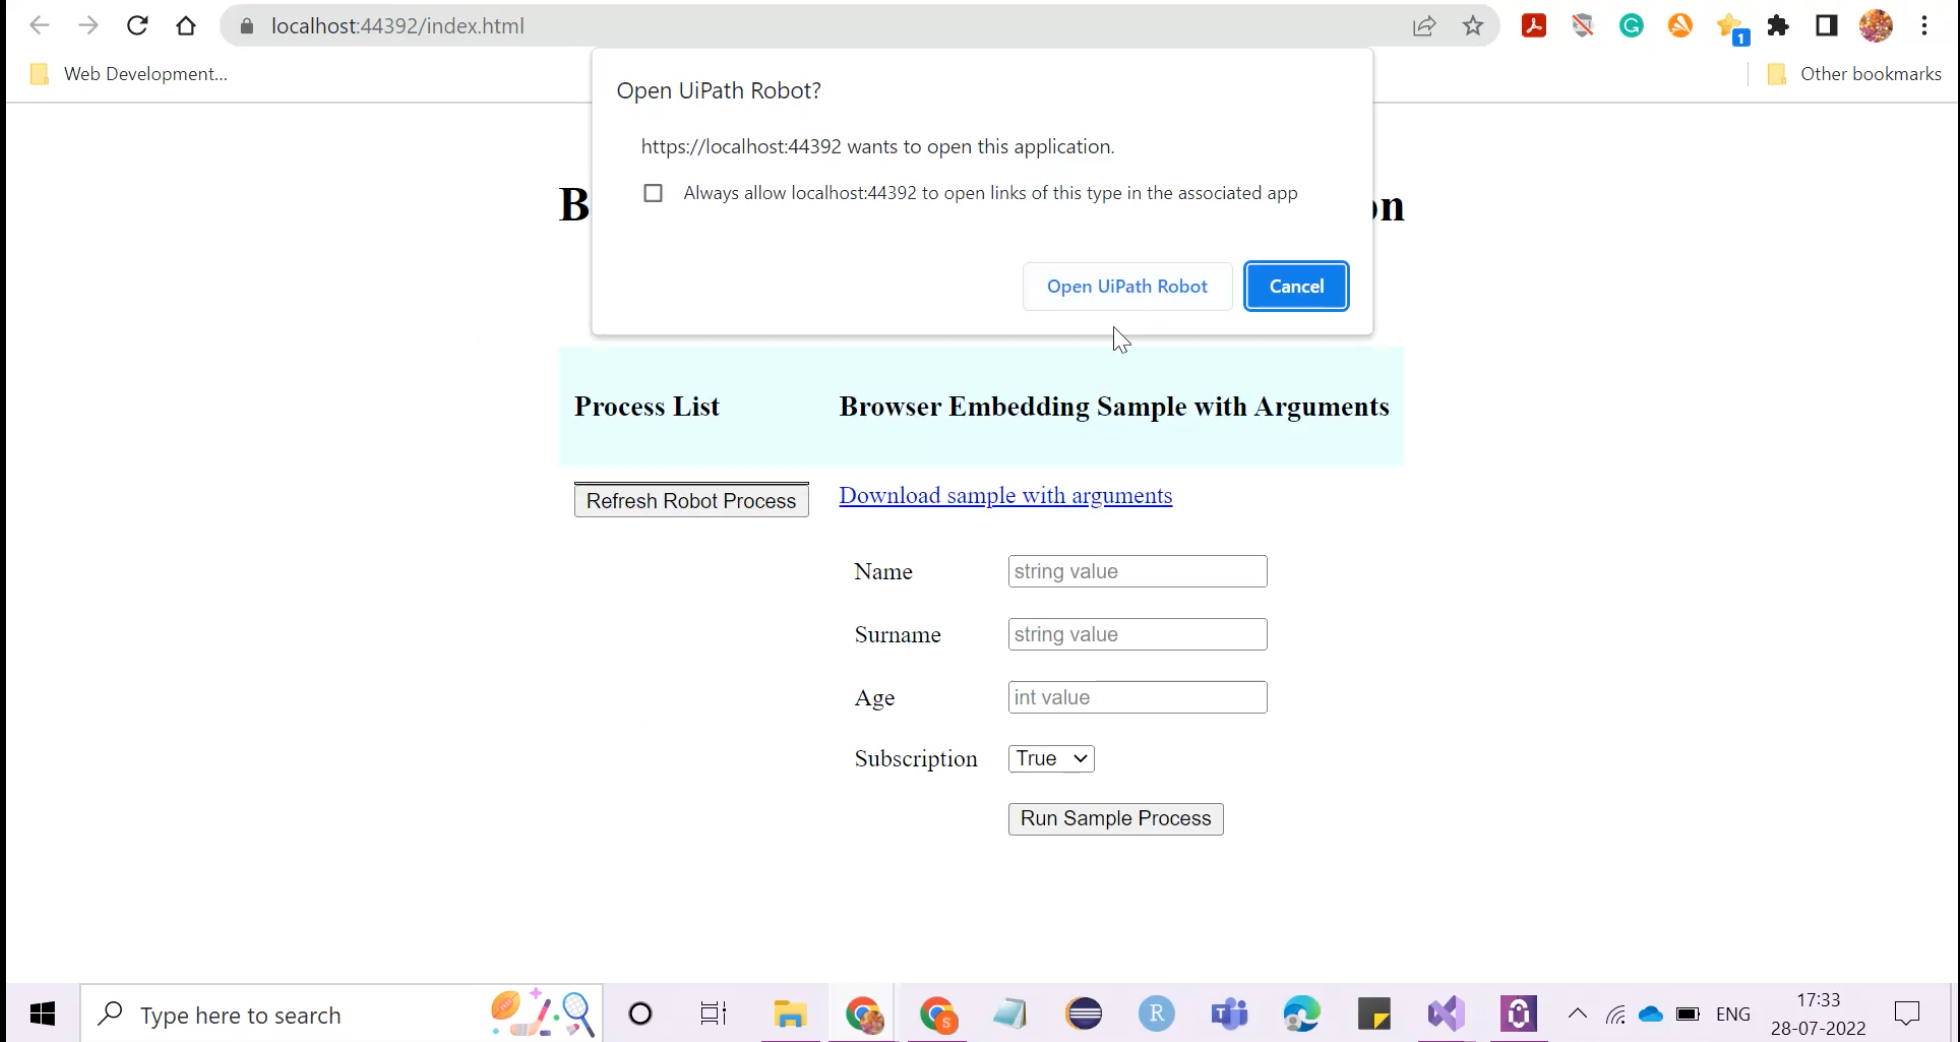 localhost:44392/index.html
1
Web Development...
Other bookmarks
Open UiPath Robot?
https://localhost:44392 wants to open this application.
Always allow localhost:44392 to open links of this type in the associated app
B
on
Open UiPath Robot
Cancel
Process List
Browser Embedding Sample with Arguments
Refresh Robot Process
Download sample with arguments
Name
string value
Surname
string value
Age
int value
Subscription
True
Run Sample Process
Type here to search
S
R
T
ENG
17:33
28-07-2022